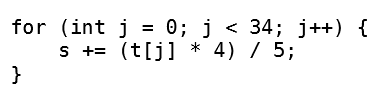 for (int j = 0; j < 34; j++) {
    s += (t[j] * 4) / 5;
}